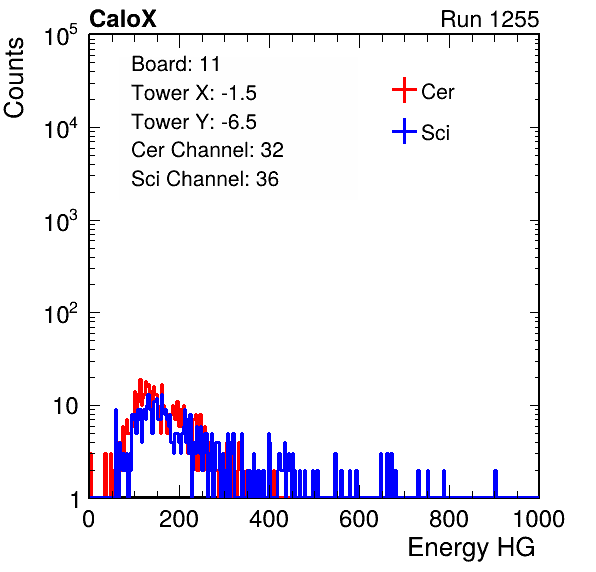 CaloX Run 1255
Board: 11
Tower X: -1.5
Tower Y: -6.5
Cer Channel: 32
Sci Channel: 36
Cer
Sci
Counts
10^5
10^4
10^3
10^2
10
1
0 200 400 600 800 1000
Energy HG